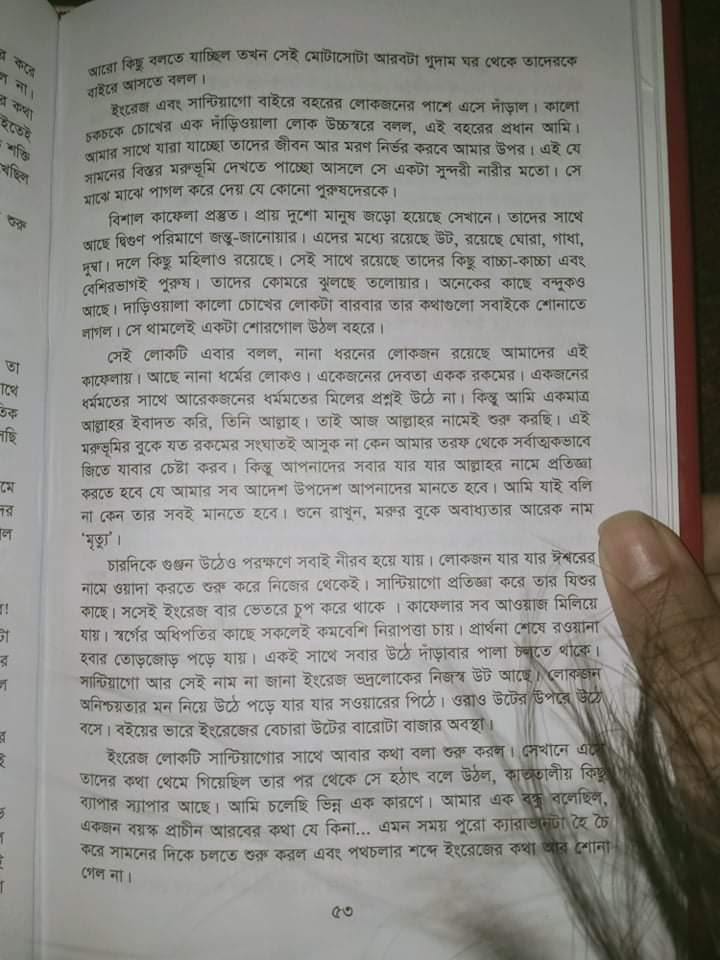 আরো কিছু বলতে যাচ্ছিল তখন সেই মোটাসোটা আরবটা গুদাম ঘর থেকে তাদেরকে
বাইরে আসতে বলল।
ইংরেজ এবং সান্টিয়াগো বাইরে বহরের লোকজনের পাশে এসে দাঁড়াল। কালো
চকচকে চোখের এক দাঁড়িওয়ালা লোক উচ্চস্বরে বলল, এই বহরের প্রধান আমি।
আমার সাথে যারা যাচ্ছো তাদের জীবন আর মরণ নির্ভর করবে আমার উপর। এই যে
সামনের বিস্তর মরুভূমি দেখতে পাচ্ছো আসলে সে একটা সুন্দরী নারীর মতো। সে
মাঝে মাঝে পাগল করে দেয় যে কোনো পুরুষদেরকে।
বিশাল কাফেলা প্রস্তুত। প্রায় দুশো মানুষ জড়ো হয়েছে সেখানে। তাদের সাথে
আছে দ্বিগুণ পরিমাণে জন্তু-জানোয়ার। এদের মধ্যে রয়েছে উট, রয়েছে ঘোরা, গাধা,
দুম্বা। দলে কিছু মহিলাও রয়েছে। সেই সাথে রয়েছে তাদের কিছু বাচ্চা-কাচ্চা এবং
বেশিরভাগই পুরুষ। তাদের কোমরে ঝুলছে তলোয়ার। অনেকের কাছে বন্দুকও
আছে। দাড়িওয়ালা কালো চোখের লোকটা বারবার তার কথাগুলো সবাইকে শোনাতে
লাগল। সে থামলেই একটা শোরগোল উঠল বহরে।
সেই লোকটি এবার বলল, নানা ধরনের লোকজন রয়েছে আমাদের এই
কাফেলায়। আছে নানা ধর্মের লোকও। একেজনের দেবতা একক রকমের। একজনের
ধর্মমতের সাথে আরেকজনের ধর্মমতের মিলের প্রশ্নই উঠে না। কিন্তু আমি একমাত্র
আল্লাহর ইবাদত করি, তিনি আল্লাহ। তাই আজ আল্লাহর নামেই শুরু করছি। এই
মরুভূমির বুকে যত রকমের সংঘাতই আসুক না কেন আমার তরফ থেকে সর্বাত্মকভাবে
জিতে যাবার চেষ্টা করব। কিন্তু আপনাদের সবার যার যার আল্লাহর নামে প্রতিজ্ঞা
করতে হবে যে আমার সব আদেশ উপদেশ আপনাদের মানতে হবে। আমি যাই বলি
না কেন তার সবই মানতে হবে। শুনে রাখুন, মরুর বুকে অবাধ্যতার আরেক নাম
‘মৃত্যু’।
চারদিকে গুঞ্জন উঠেও পরক্ষণে সবাই নীরব হয়ে যায়। লোকজন যার যার ঈশ্বরের
নামে ওয়াদা করতে শুরু করে নিজের থেকেই। সান্টিয়াগো প্রতিজ্ঞা করে তার যিশুর
কাছে। সসেই ইংরেজ বার ভেতরে চুপ করে থাকে । কাফেলার সব আওয়াজ মিলিয়ে
যায়। স্বর্গের অধিপতির কাছে সকলেই কমবেশি নিরাপত্তা চায়। প্রার্থনা শেষে রওয়ানা
হবার তোড়জোড় পড়ে যায়। একই সাথে সবার উঠে দাঁড়াবার পালা চলতে থাকে।
সান্টিয়াগো আর সেই নাম না জানা ইংরেজ ভদ্রলোকের নিজস্ব উট আছে। লোকজন
অনিশ্চয়তার মন নিয়ে উঠে পড়ে যার যার সওয়ারের পিঠে। ওরাও উটের উপরে উঠে
বসে। বইয়ের ভারে ইংরেজের বেচারা উটের বারোটা বাজার অবস্থা।
ইংরেজ লোকটি সান্টিয়াগোর সাথে আবার কথা বলা শুরু করল। সেখানে এসে
তাদের কথা থেমে গিয়েছিল তার পর থেকে সে হঠাৎ বলে উঠল, কাততালীয় কিছু
ব্যাপার স্যাপার আছে। আমি চলেছি ভিন্ন এক কারণে। আমার এক বন্ধু বলেছিল,
একজন বয়স্ক প্রাচীন আরবের কথা যে কিনা... এমন সময় পুরো ক্যারাভানটা হৈ চৈ
করে সামনের দিকে চলতে শুরু করল এবং পথচলার শব্দে ইংরেজের কথা আর শোনা
গেল না।
৫৩